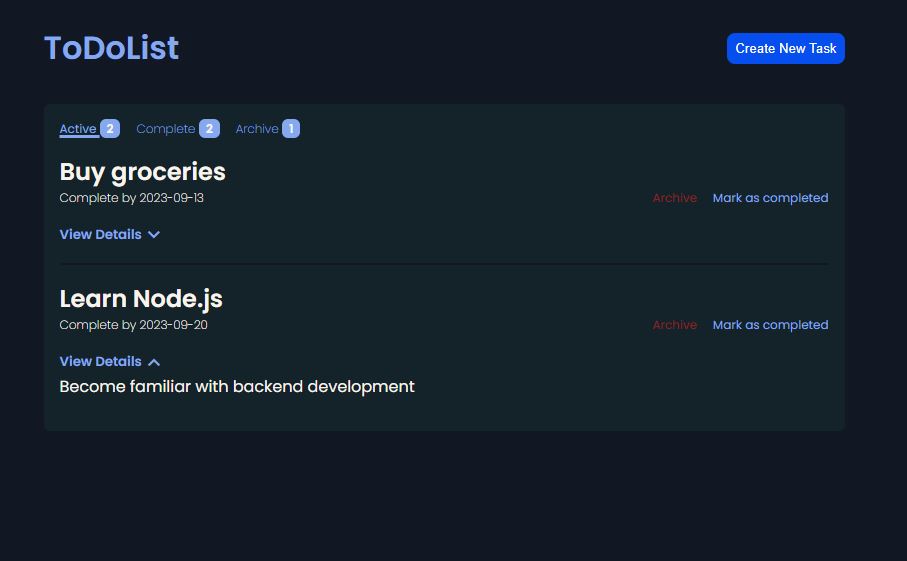 ToDoList
Create New Task
Active 2 Complete 2 Archive 1
Buy groceries
Complete by 2023-09-13
Archive Mark as completed
View Details
Learn Node.js
Complete by 2023-09-20
Archive Mark as completed
View Details
Become familiar with backend development